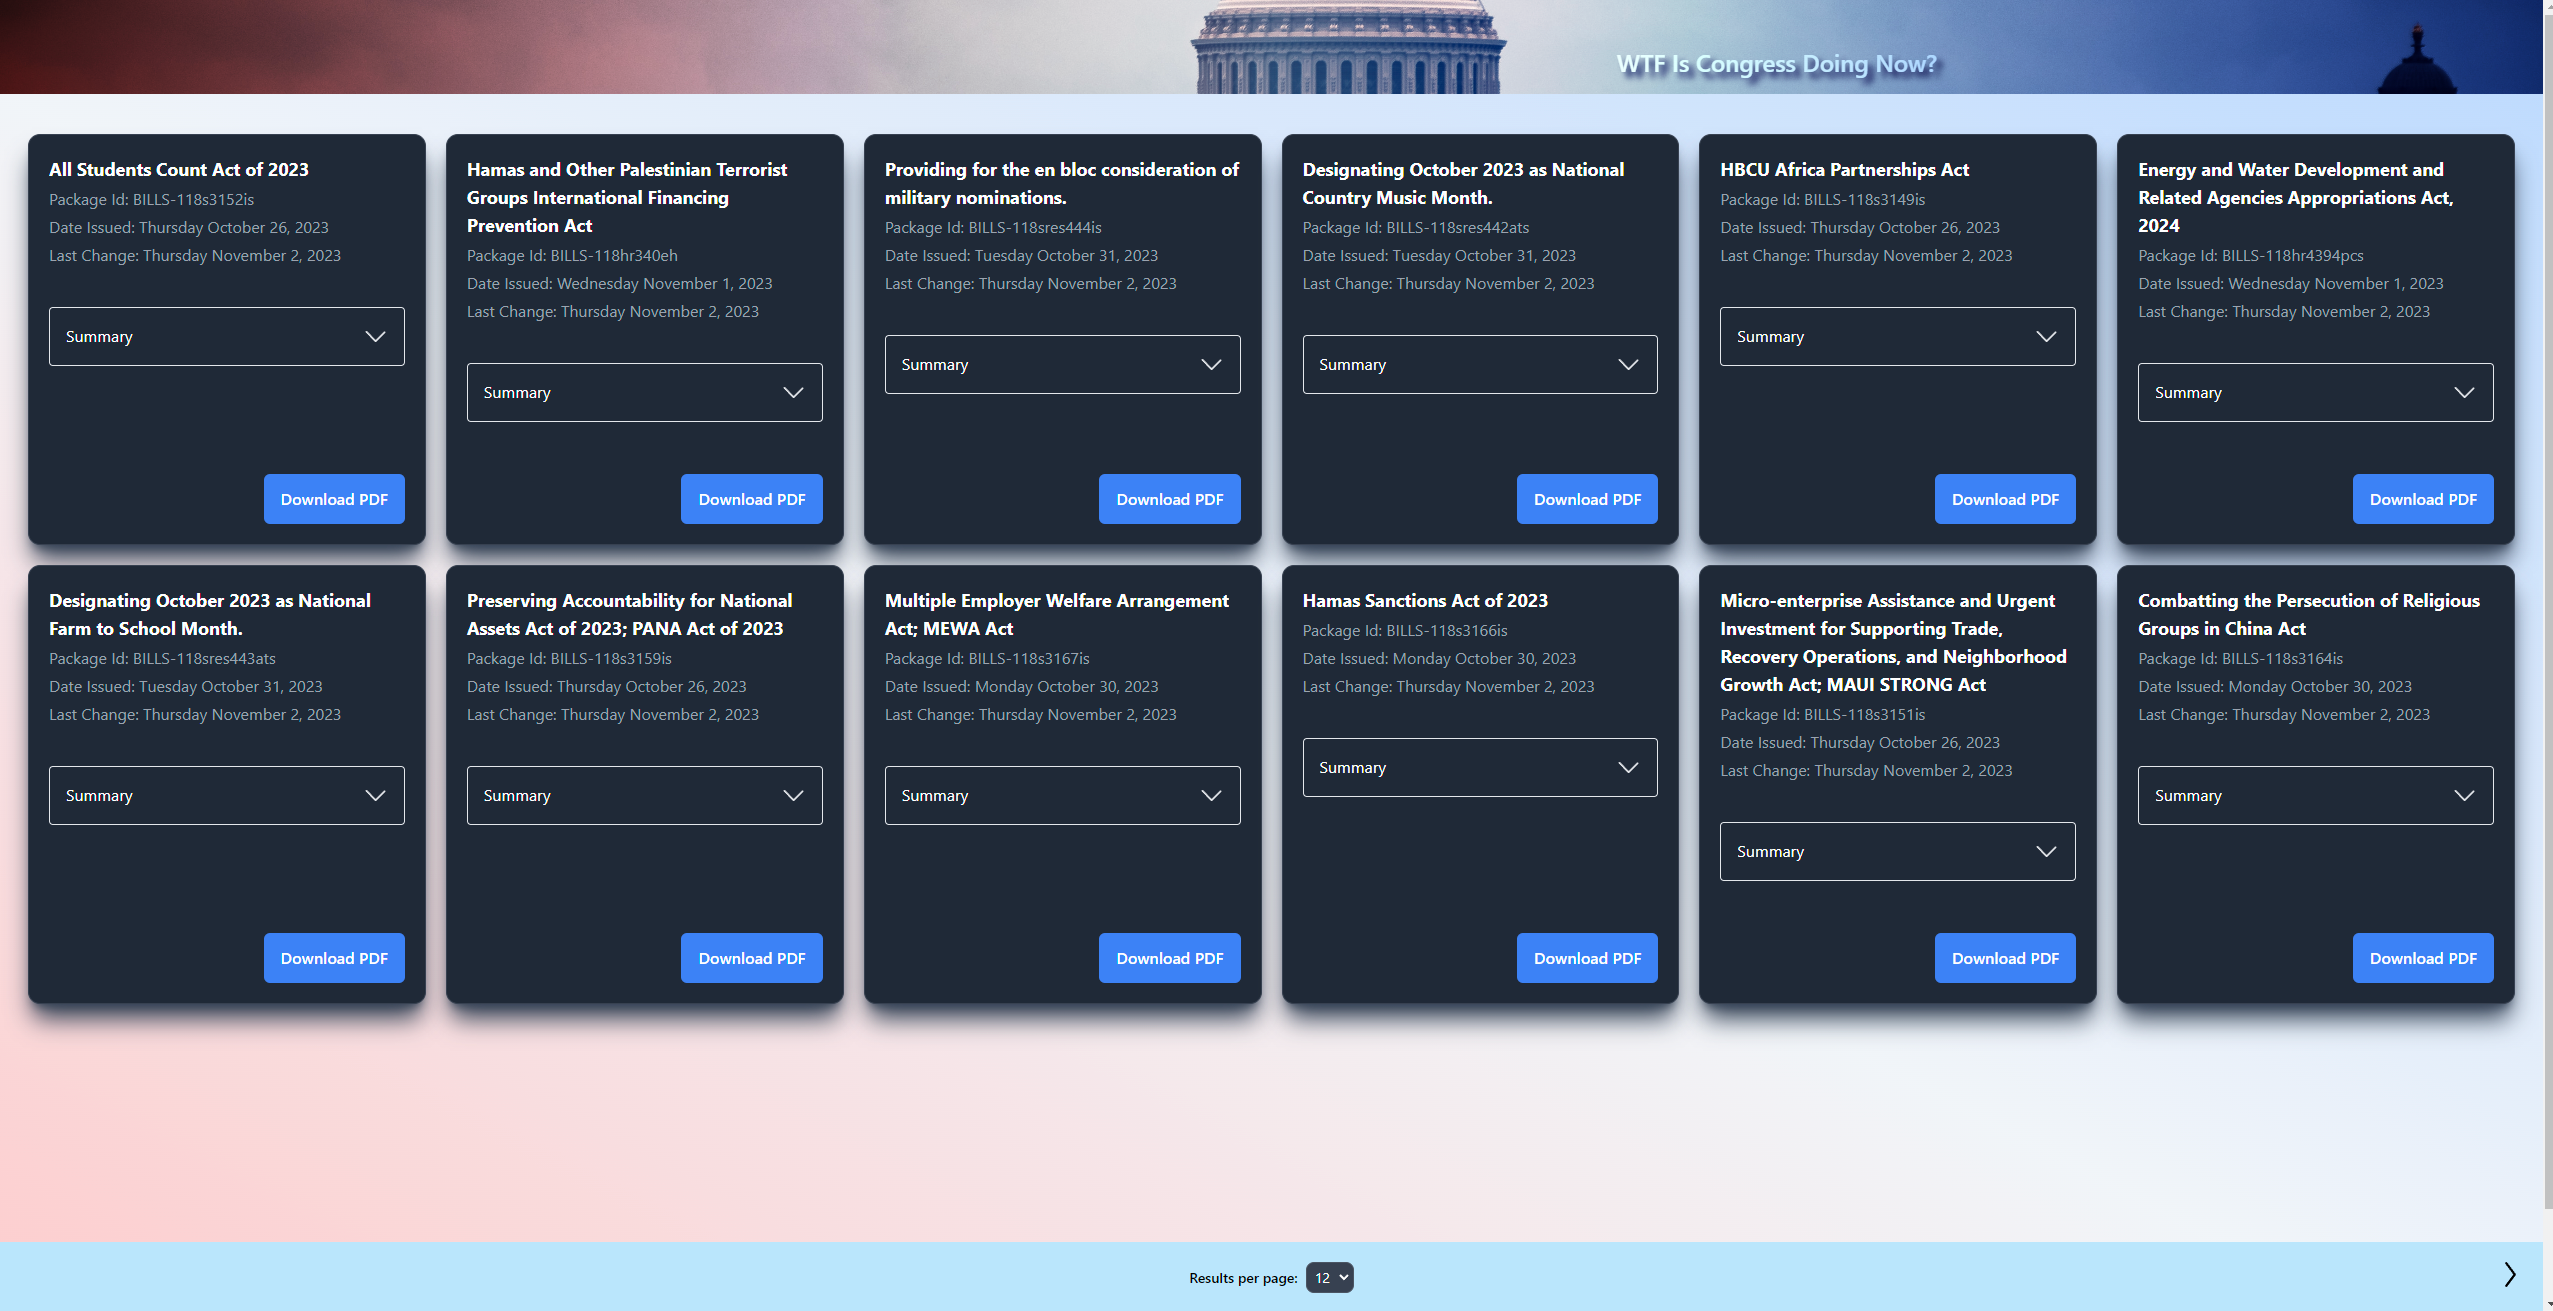 WTF Is Congress Doing Now?
All Students Count Act of 2023
Package Id: BILLS-118s3152is
Date Issued: Thursday October 26, 2023
Last Change: Thursday November 2, 2023
Summary
Download PDF
Hamas and Other Palestinian Terrorist
Groups International Financing
Prevention Act
Package Id: BILLS-118hr340eh
Date Issued: Wednesday November 1, 2023
Last Change: Thursday November 2, 2023
Summary
Download PDF
Providing for the en bloc consideration of
military nominations.
Package Id: BILLS-118sres444is
Date Issued: Tuesday October 31, 2023
Last Change: Thursday November 2, 2023
Summary
Download PDF
Designating October 2023 as National
Country Music Month.
Package Id: BILLS-118sres442ats
Date Issued: Tuesday October 31, 2023
Last Change: Thursday November 2, 2023
Summary
Download PDF
HBCU Africa Partnerships Act
Package Id: BILLS-118s3149is
Date Issued: Thursday October 26, 2023
Last Change: Thursday November 2, 2023
Summary
Download PDF
Energy and Water Development and
Related Agencies Appropriations Act,
2024
Package Id: BILLS-118hr4394pcs
Date Issued: Wednesday November 1, 2023
Last Change: Thursday November 2, 2023
Summary
Download PDF
Designating October 2023 as National
Farm to School Month.
Package Id: BILLS-118sres443ats
Date Issued: Tuesday October 31, 2023
Last Change: Thursday November 2, 2023
Summary
Download PDF
Preserving Accountability for National
Assets Act of 2023; PANA Act of 2023
Package Id: BILLS-118s3159is
Date Issued: Thursday October 26, 2023
Last Change: Thursday November 2, 2023
Summary
Download PDF
Multiple Employer Welfare Arrangement
Act; MEWA Act
Package Id: BILLS-118s3167is
Date Issued: Monday October 30, 2023
Last Change: Thursday November 2, 2023
Summary
Download PDF
Hamas Sanctions Act of 2023
Package Id: BILLS-118s3166is
Date Issued: Monday October 30, 2023
Last Change: Thursday November 2, 2023
Summary
Download PDF
Micro-enterprise Assistance and Urgent
Investment for Supporting Trade,
Recovery Operations, and Neighborhood
Growth Act; MAUI STRONG Act
Package Id: BILLS-118s3151is
Date Issued: Thursday October 26, 2023
Last Change: Thursday November 2, 2023
Summary
Download PDF
Combatting the Persecution of Religious
Groups in China Act
Package Id: BILLS-118s3164is
Date Issued: Monday October 30, 2023
Last Change: Thursday November 2, 2023
Summary
Download PDF
Results per page: 12